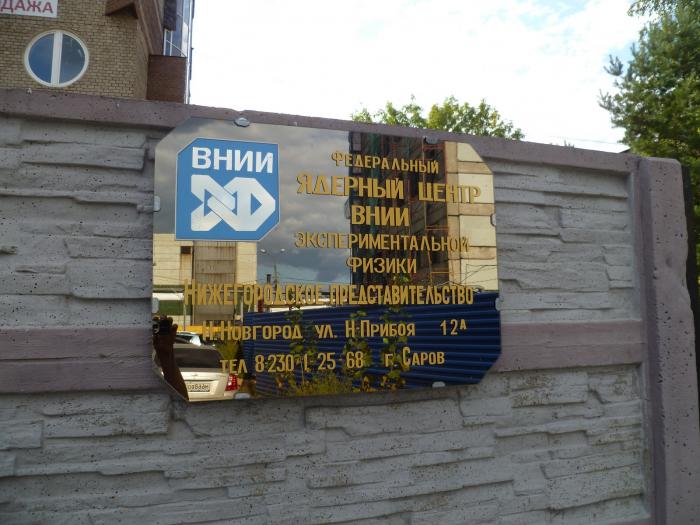 ДАЖА
ВНИИ
ФЕДЕРАЛЬНЫЙ
ЯДЕРНЫЙ ЦЕНТР
ВНИИ
ЭКСПЕРИМЕНТАЛЬНОЙ
ФИЗИКИ
НИЖЕГОРОДСКОЕ ПРЕДСТАВИТЕЛЬСТВО
Н.НОВГОРОД УЛ. Н-ПРИБОЯ 12А
ТЕЛ 8-230-1-25-68 Г.САРОВ